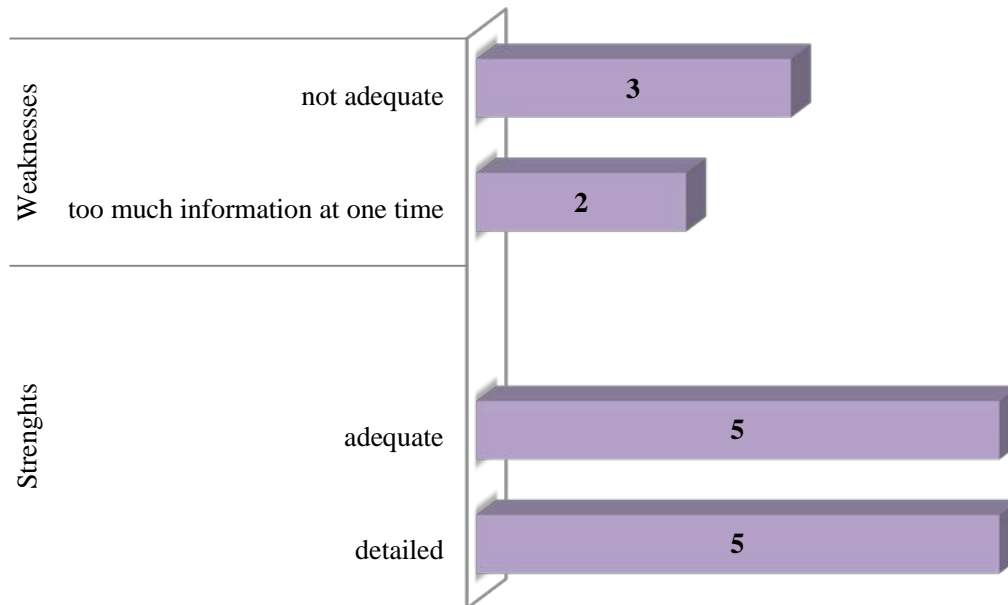 Weaknesses
not adequate
3
too much information at one time
2
Strenghts
adequate
5
detailed
5